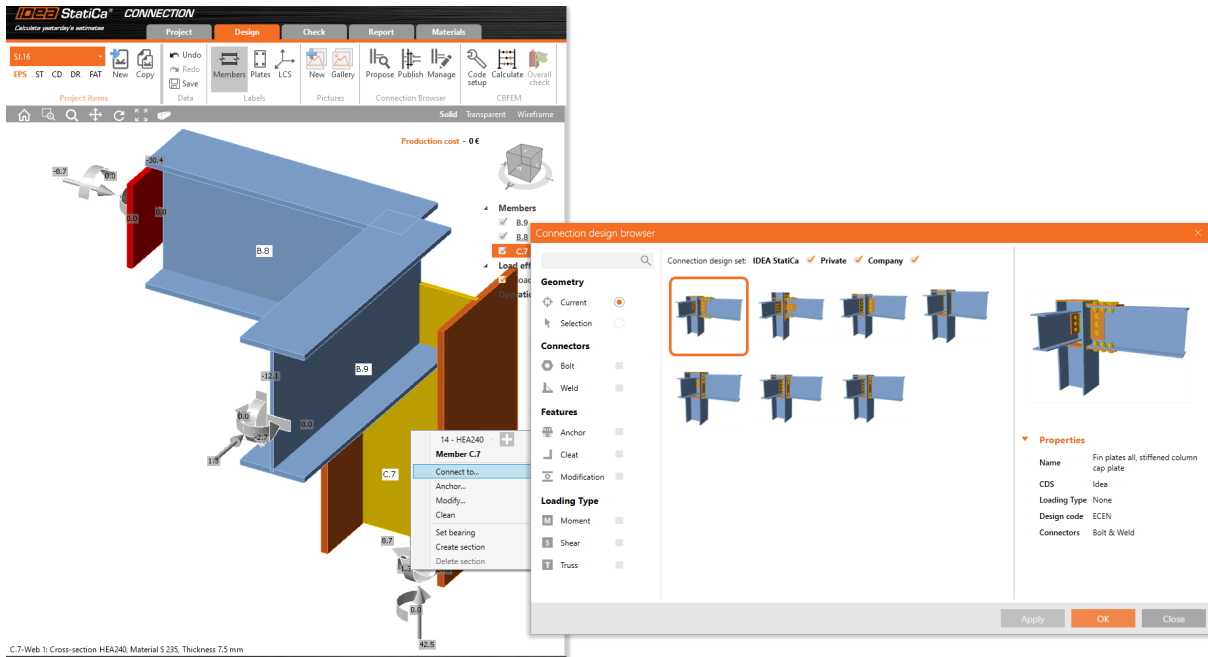 IDEA StatiCa® CONNECTION
Calculate yesterday's estimates
Project Design Check Report Materials
SJ.16
EPS ST CD DR FAT
New Copy
Project items
Undo
Redo
Save
Data
Members Plates LCS
Labels
New Gallery
Pictures
Propose Publish Manage
Connection Browser
Code setup Calculate Overall check
CBFEM
Solid Transparent Wireframe
Production cost - 0 €
-30.4
-8.7
0.0
0.0
0.0
B.8
Members
B.9
B.8
C.7
Load eff
B.9
-12.1
0.0
0.0
-2.7
1.3
C.7
8.7
0.0
42.5
14 - HEA240
Member C.7
Connect to...
Anchor...
Modify...
Clean
Set bearing
Create section
Delete section
C.7-Web 1: Cross-section HEA240, Material S 235, Thickness 7.5 mm
Connection design browser
Connection design set: IDEA StatiCa Private Company
Geometry
Current
Selection
Connectors
Bolt
Weld
Features
Anchor
Cleat
Modification
Loading Type
M Moment
S Shear
T Truss
Properties
Name Fin plates all, stiffened column
cap plate
CDS Idea
Loading Type None
Design code ECEN
Connectors Bolt & Weld
Apply OK Close